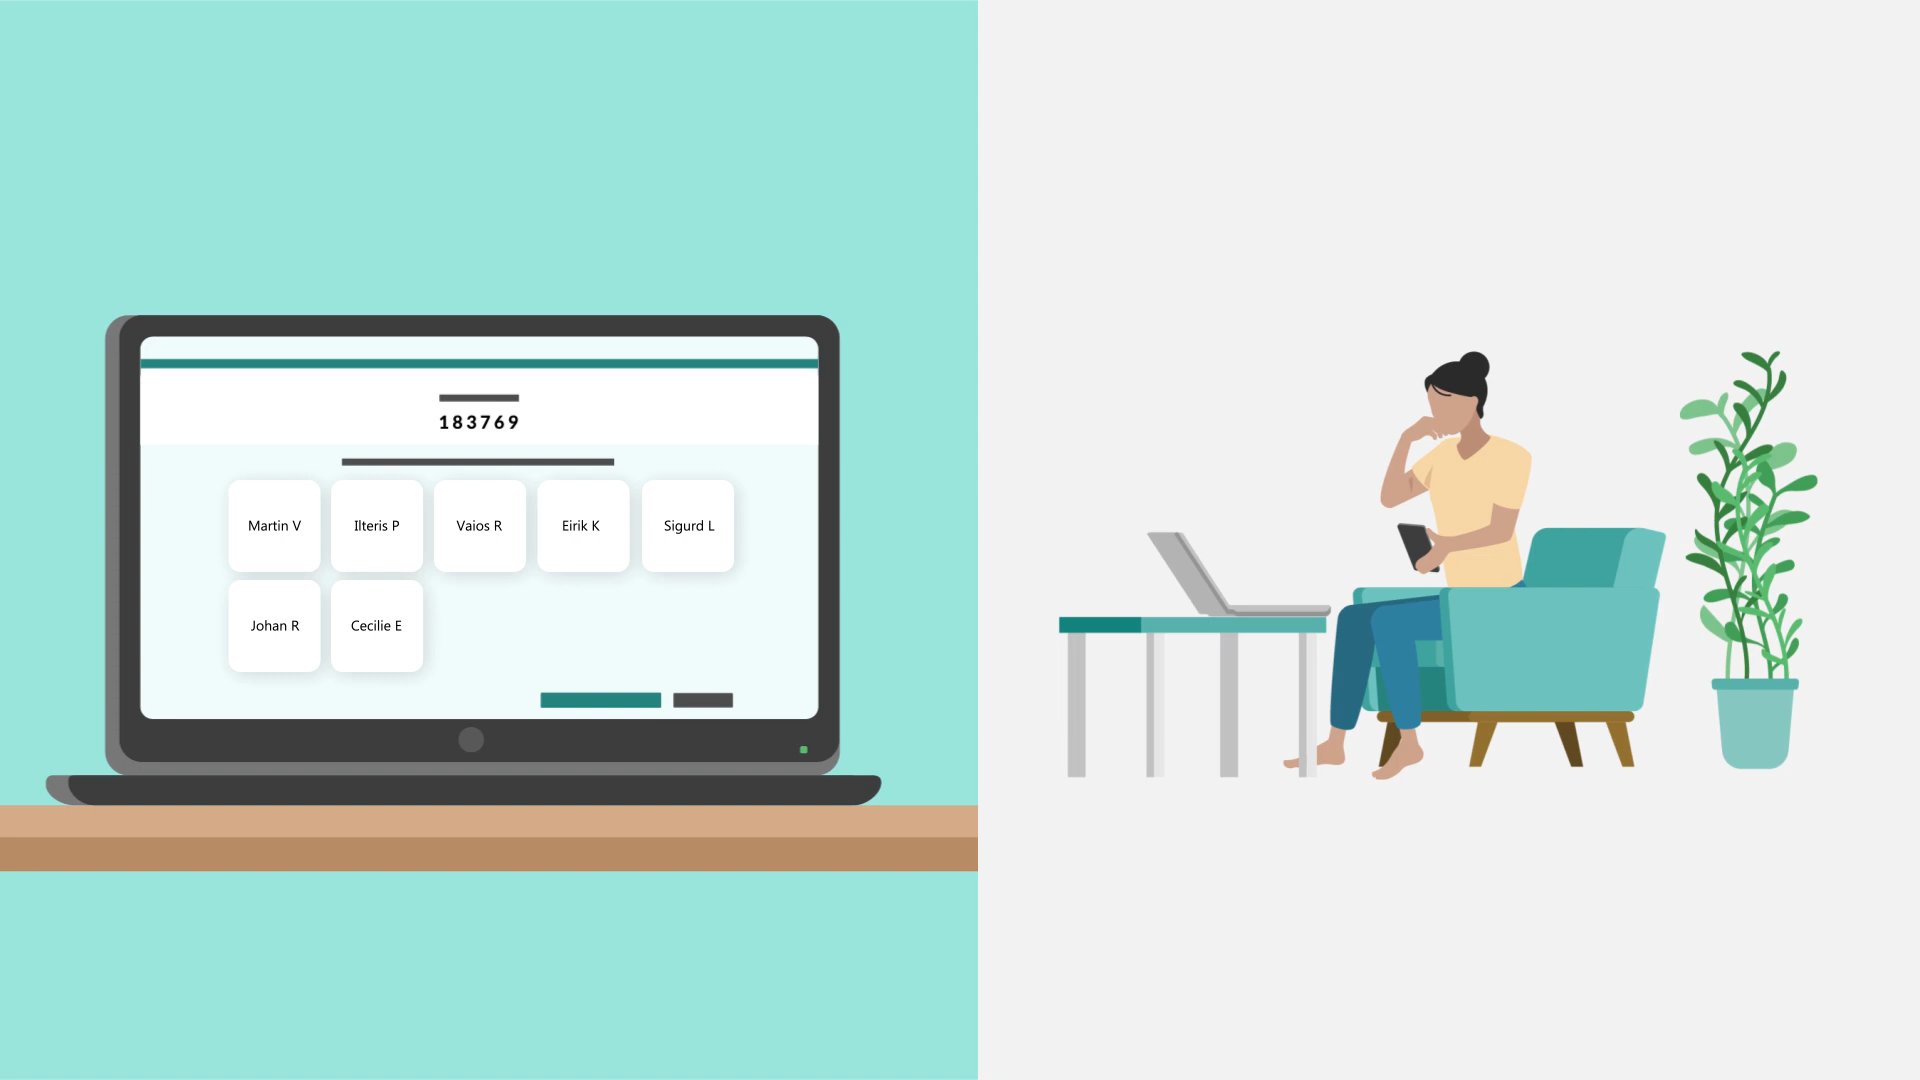 183769
Martin V
Ilteris P
Vaios R
Eirik K
Sigurd L
Johan R
Cecilie E